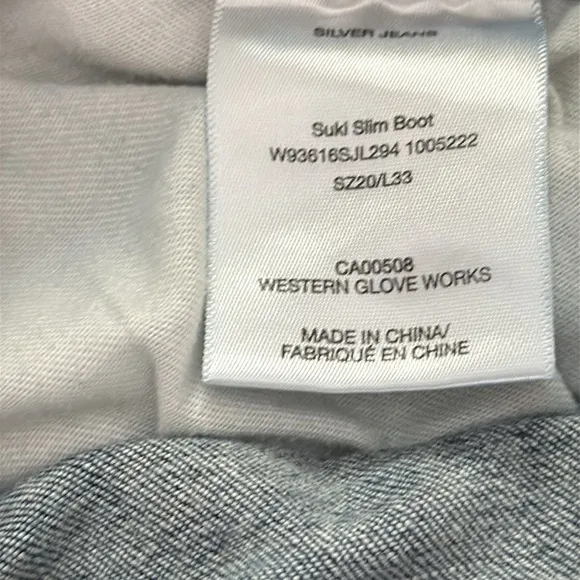 SILVER JEANS
Suki Slim Boot
W93616SJL294 1005222
SZ20/L33
CA00508
WESTERN GLOVE WORKS
MADE IN CHINA/
FABRIQUÉ EN CHINE